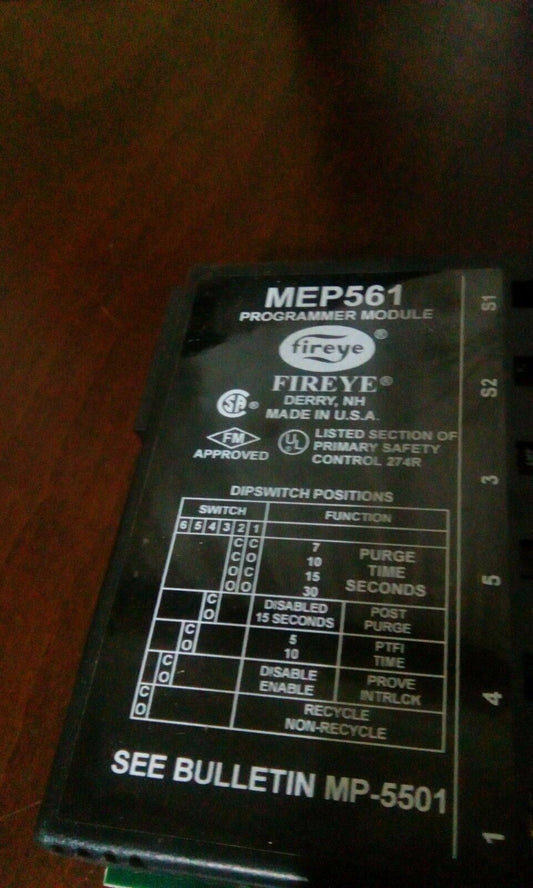 MEP561
PROGRAMMER MODULE
fireye®
FIREYE®
DERRY, NH
MADE IN U.S.A.
SA ®
FM
APPROVED
UL
LISTED SECTION OF
PRIMARY SAFETY
CONTROL 274R
DIPSWITCH POSITIONS
SWITCH FUNCTION
6 5 4 3 2 1
C C 7 PURGE
C O 10 TIME
O C 15 SECONDS
O O 30
C DISABLED POST
O 15 SECONDS PURGE
C 5 PTFI
O 10 TIME
C DISABLE PROVE
O ENABLE INTRLCK
C RECYCLE
O NON-RECYCLE
SEE BULLETIN MP-5501
S1
S2
3
5
4
1